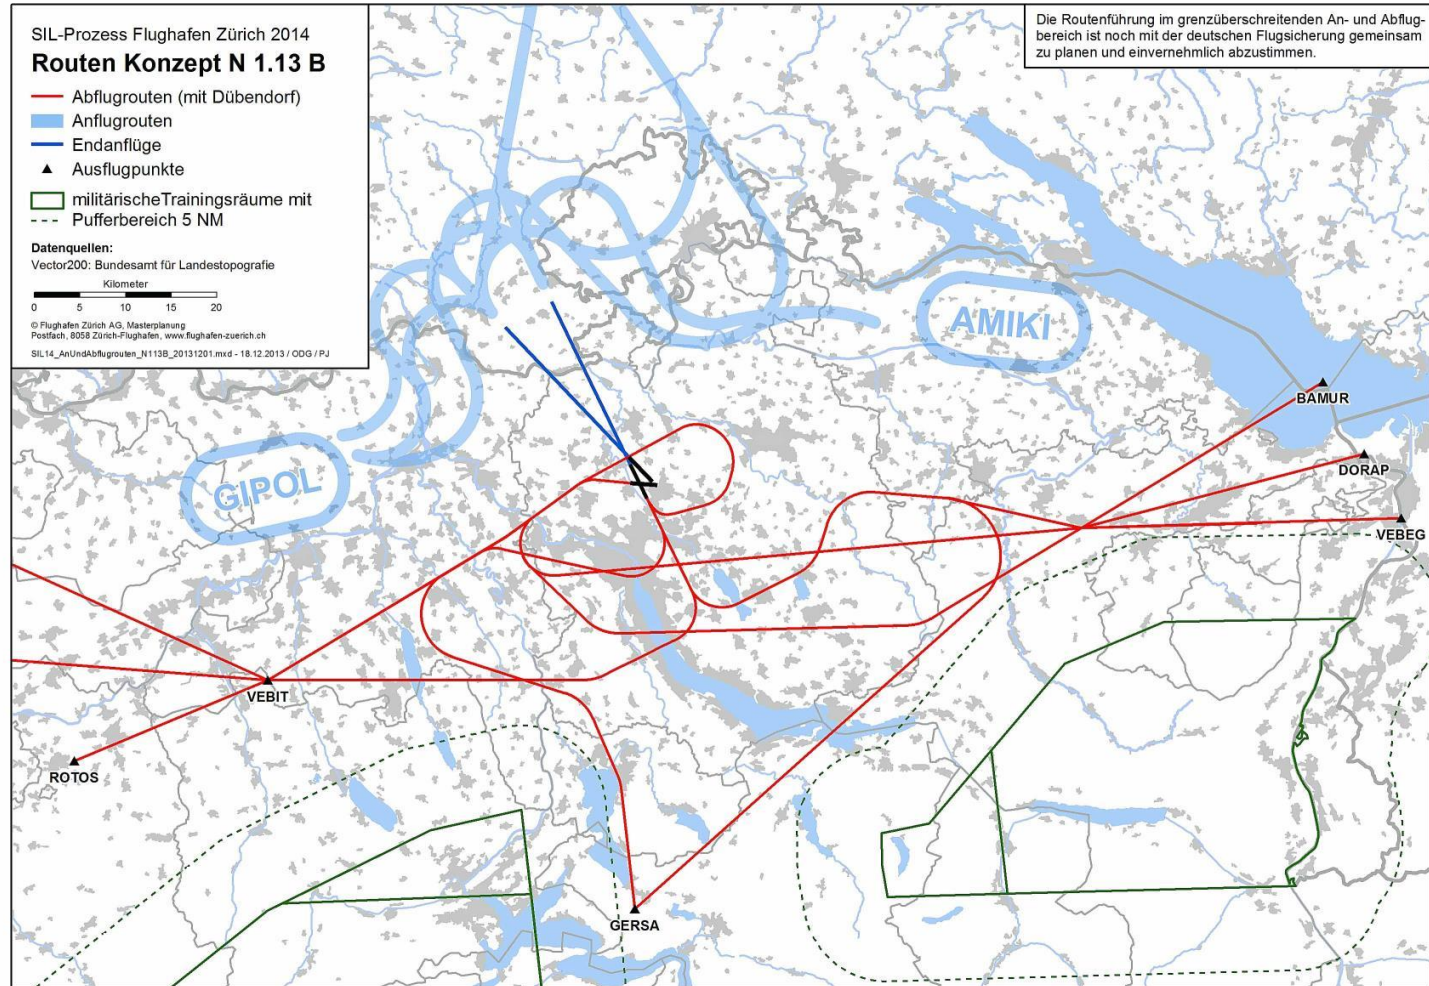 SIL-Prozess Flughafen Zürich 2014
Routen Konzept N 1.13 B
Abflugrouten (mit Dübendorf)
Anflugrouten
Endanflüge
Ausflugpunkte
militärischeTrainingsräume mit
Pufferbereich 5 NM
Datenquellen:
Vector200: Bundesamt für Landestopografie
Kilometer
0 5 10 15 20
© Flughafen Zürich AG, Masterplanung
Postfach, 8058 Zürich-Flughafen, www.flughafen-zuerich.ch
SIL14_AnUndAbflugrouten_N113B_20131201.mxd - 18.12.2013 / ODG / PJ
Die Routenführung im grenzüberschreitenden An- und Abflug-
bereich ist noch mit der deutschen Flugsicherung gemeinsam
zu planen und einvernehmlich abzustimmen.
AMIKI
BAMUR
DORAP
GIPOL
VEBEG
VEBIT
ROTOS
GERSA